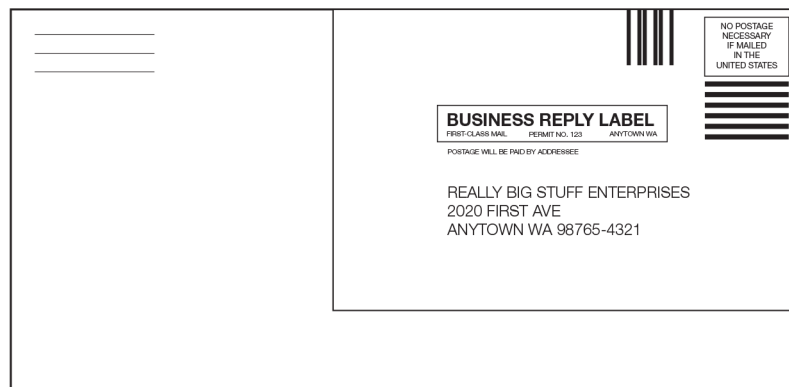 NO POSTAGE
NECESSARY
IF MAILED
IN THE
UNITED STATES
BUSINESS REPLY LABEL
FIRST-CLASS MAIL PERMIT NO. 123 ANYTOWN WA
POSTAGE WILL BE PAID BY ADDRESSEE
REALLY BIG STUFF ENTERPRISES
2020 FIRST AVE
ANYTOWN WA 98765-4321